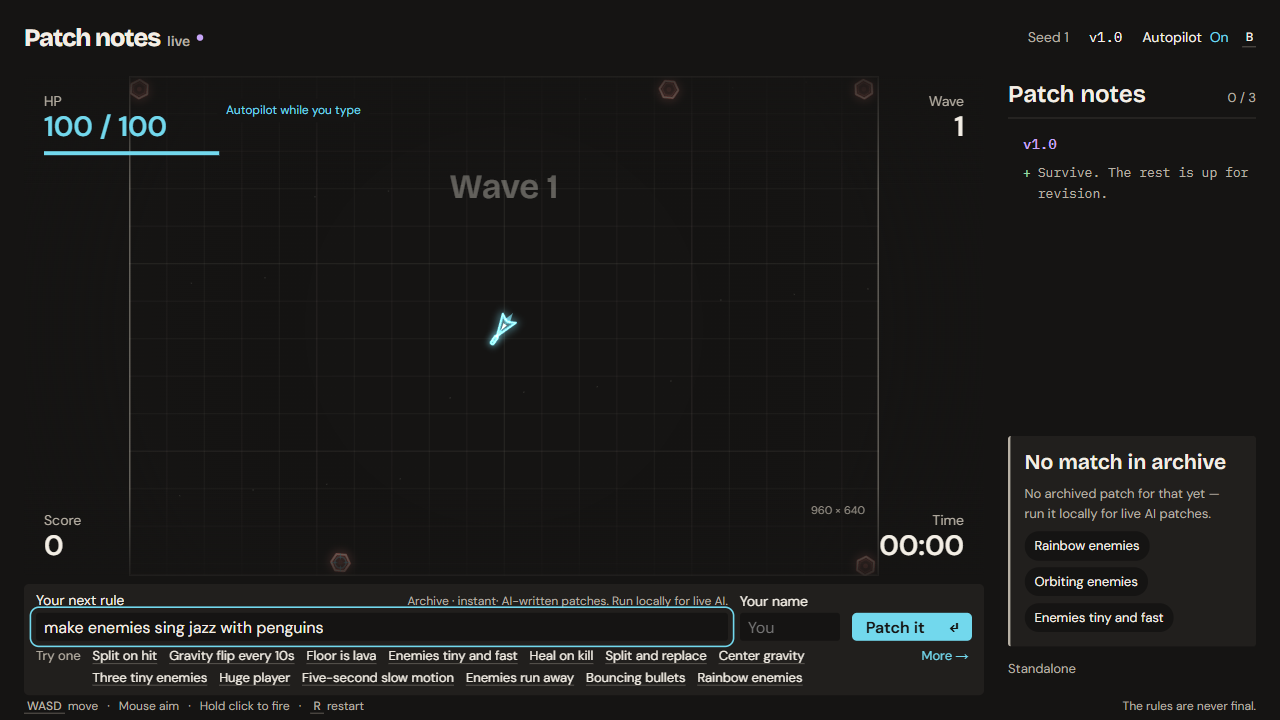 Patch notes live
Seed 1 v1.0 Autopilot On B
HP
100 / 100
Autopilot while you type
Wave
1
Wave 1
960 × 640
Score
0
Time
00:00
Patch notes 0 / 3
v1.0
+ Survive. The rest is up for
revision.
No match in archive
No archived patch for that yet —
run it locally for live AI patches.
Rainbow enemies
Orbiting enemies
Enemies tiny and fast
Standalone
Your next rule
Archive · instant· AI-written patches. Run locally for live AI.
Your name
make enemies sing jazz with penguins
You
Patch it ↵
Try one Split on hit Gravity flip every 10s Floor is lava Enemies tiny and fast Heal on kill Split and replace Center gravity
More →
Three tiny enemies Huge player Five-second slow motion Enemies run away Bouncing bullets Rainbow enemies
WASD move · Mouse aim · Hold click to fire · R restart
The rules are never final.